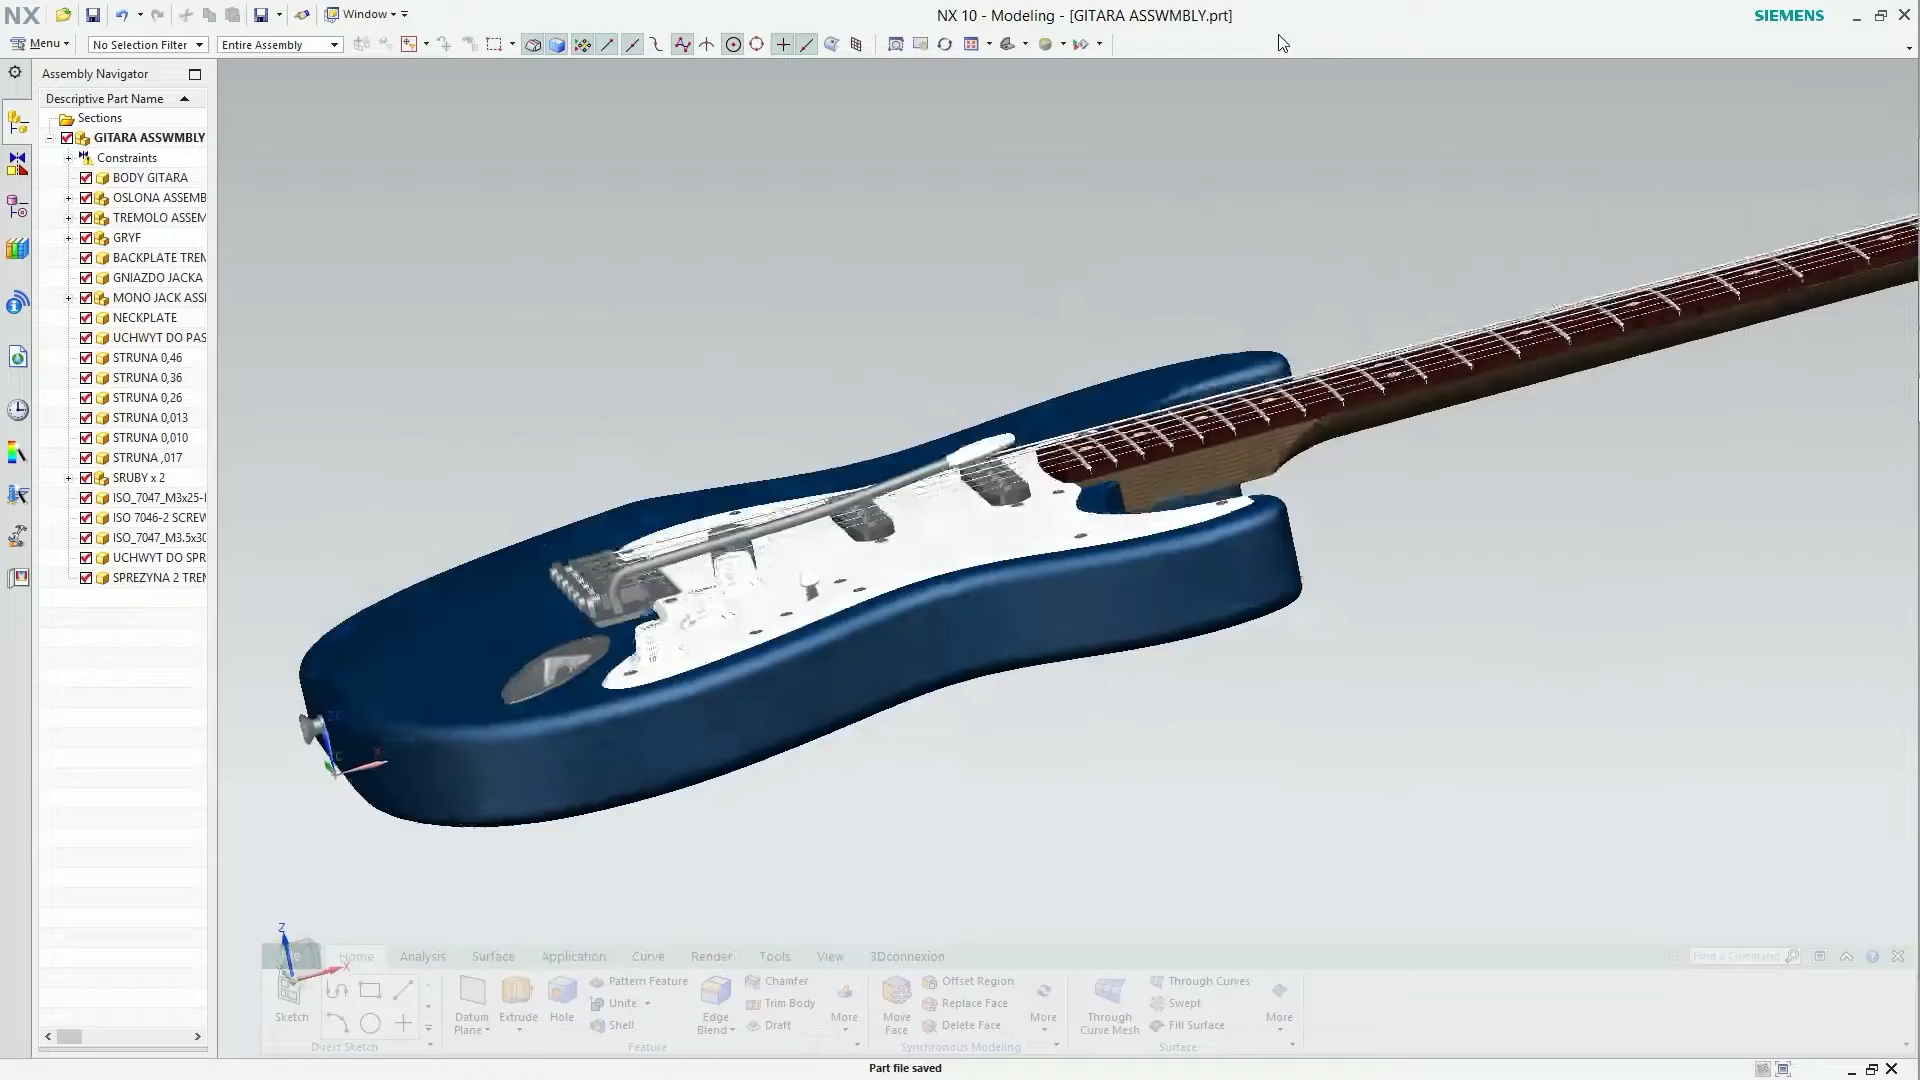 NX
Window
NX 10 - Modeling - [GITARA ASSWMBLY.prt]
SIEMENS
Menu
No Selection Filter
Entire Assembly
Assembly Navigator
Descriptive Part Name
Sections
GITARA ASSWMBLY
Constraints
BODY GITARA
OSLONA ASSEMB
TREMOLO ASSEM
GRYF
BACKPLATE TREM
GNIAZDO JACKA
MONO JACK ASSI
NECKPLATE
UCHWYT DO PAS
STRUNA 0,46
STRUNA 0,36
STRUNA 0,26
STRUNA 0,013
STRUNA 0,010
STRUNA ,017
SRUBY x 2
ISO_7047_M3x25-
ISO 7046-2 SCREW
ISO_7047_M3.5x30
UCHWYT DO SPR
SPREZYNA 2 TREM
Z
X
Home
Analysis
Surface
Application
Curve
Render
Tools
View
3Dconnexion
Find a Command
Sketch
Direct Sketch
Datum Plane
Extrude
Hole
Pattern Feature
Unite
Shell
Edge Blend
Chamfer
Trim Body
Draft
More
Feature
Move Face
Offset Region
Replace Face
Delete Face
More
Synchronous Modeling
Through Curve Mesh
Through Curves
Swept
Fill Surface
More
Surface
Part file saved